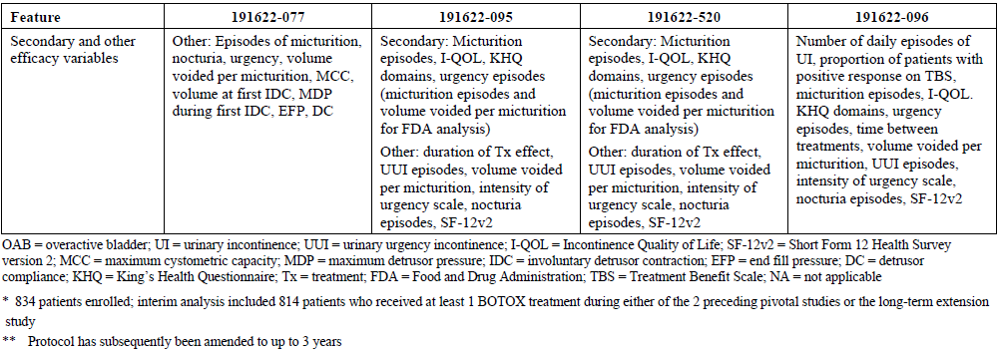 Feature
191622-077
191622-095
191622-520
191622-096
Secondary and other
efficacy variables
Other: Episodes of micturition,
nocturia, urgency, volume
voided per micturition, MCC,
volume at first IDC, MDP
during first IDC, EFP, DC
Secondary: Micturition
episodes, I-QOL, KHQ
domains, urgency episodes
(micturition episodes and
volume voided per micturition
for FDA analysis)
Other: duration of Tx effect,
UUI episodes, volume voided
per micturition, intensity of
urgency scale, nocturia
episodes, SF-12v2
Secondary: Micturition
episodes, I-QOL, KHQ
domains, urgency episodes
(micturition episodes and
volume voided per micturition
for FDA analysis)
Other: duration of Tx effect,
UUI episodes, volume voided
per micturition, intensity of
urgency scale, nocturia
episodes, SF-12v2
Number of daily episodes of
UI, proportion of patients with
positive response on TBS,
micturition episodes, I-QOL.
KHQ domains, urgency
episodes, time between
treatments, volume voided per
micturition, UUI episodes,
intensity of urgency scale,
nocturia episodes, SF-12v2
OAB = overactive bladder; UI = urinary incontinence; UUI = urinary urgency incontinence; I-QOL = Incontinence Quality of Life; SF-12v2 = Short Form 12 Health Survey
version 2; MCC = maximum cystometric capacity; MDP = maximum detrusor pressure; IDC = involuntary detrusor contraction; EFP = end fill pressure; DC = detrusor
compliance; KHQ = King's Health Questionnaire; Tx = treatment; FDA = Food and Drug Administration; TBS = Treatment Benefit Scale; NA = not applicable
* 834 patients enrolled; interim analysis included 814 patients who received at least 1 BOTOX treatment during either of the 2 preceding pivotal studies or the long-term extension
study
** Protocol has subsequently been amended to up to 3 years